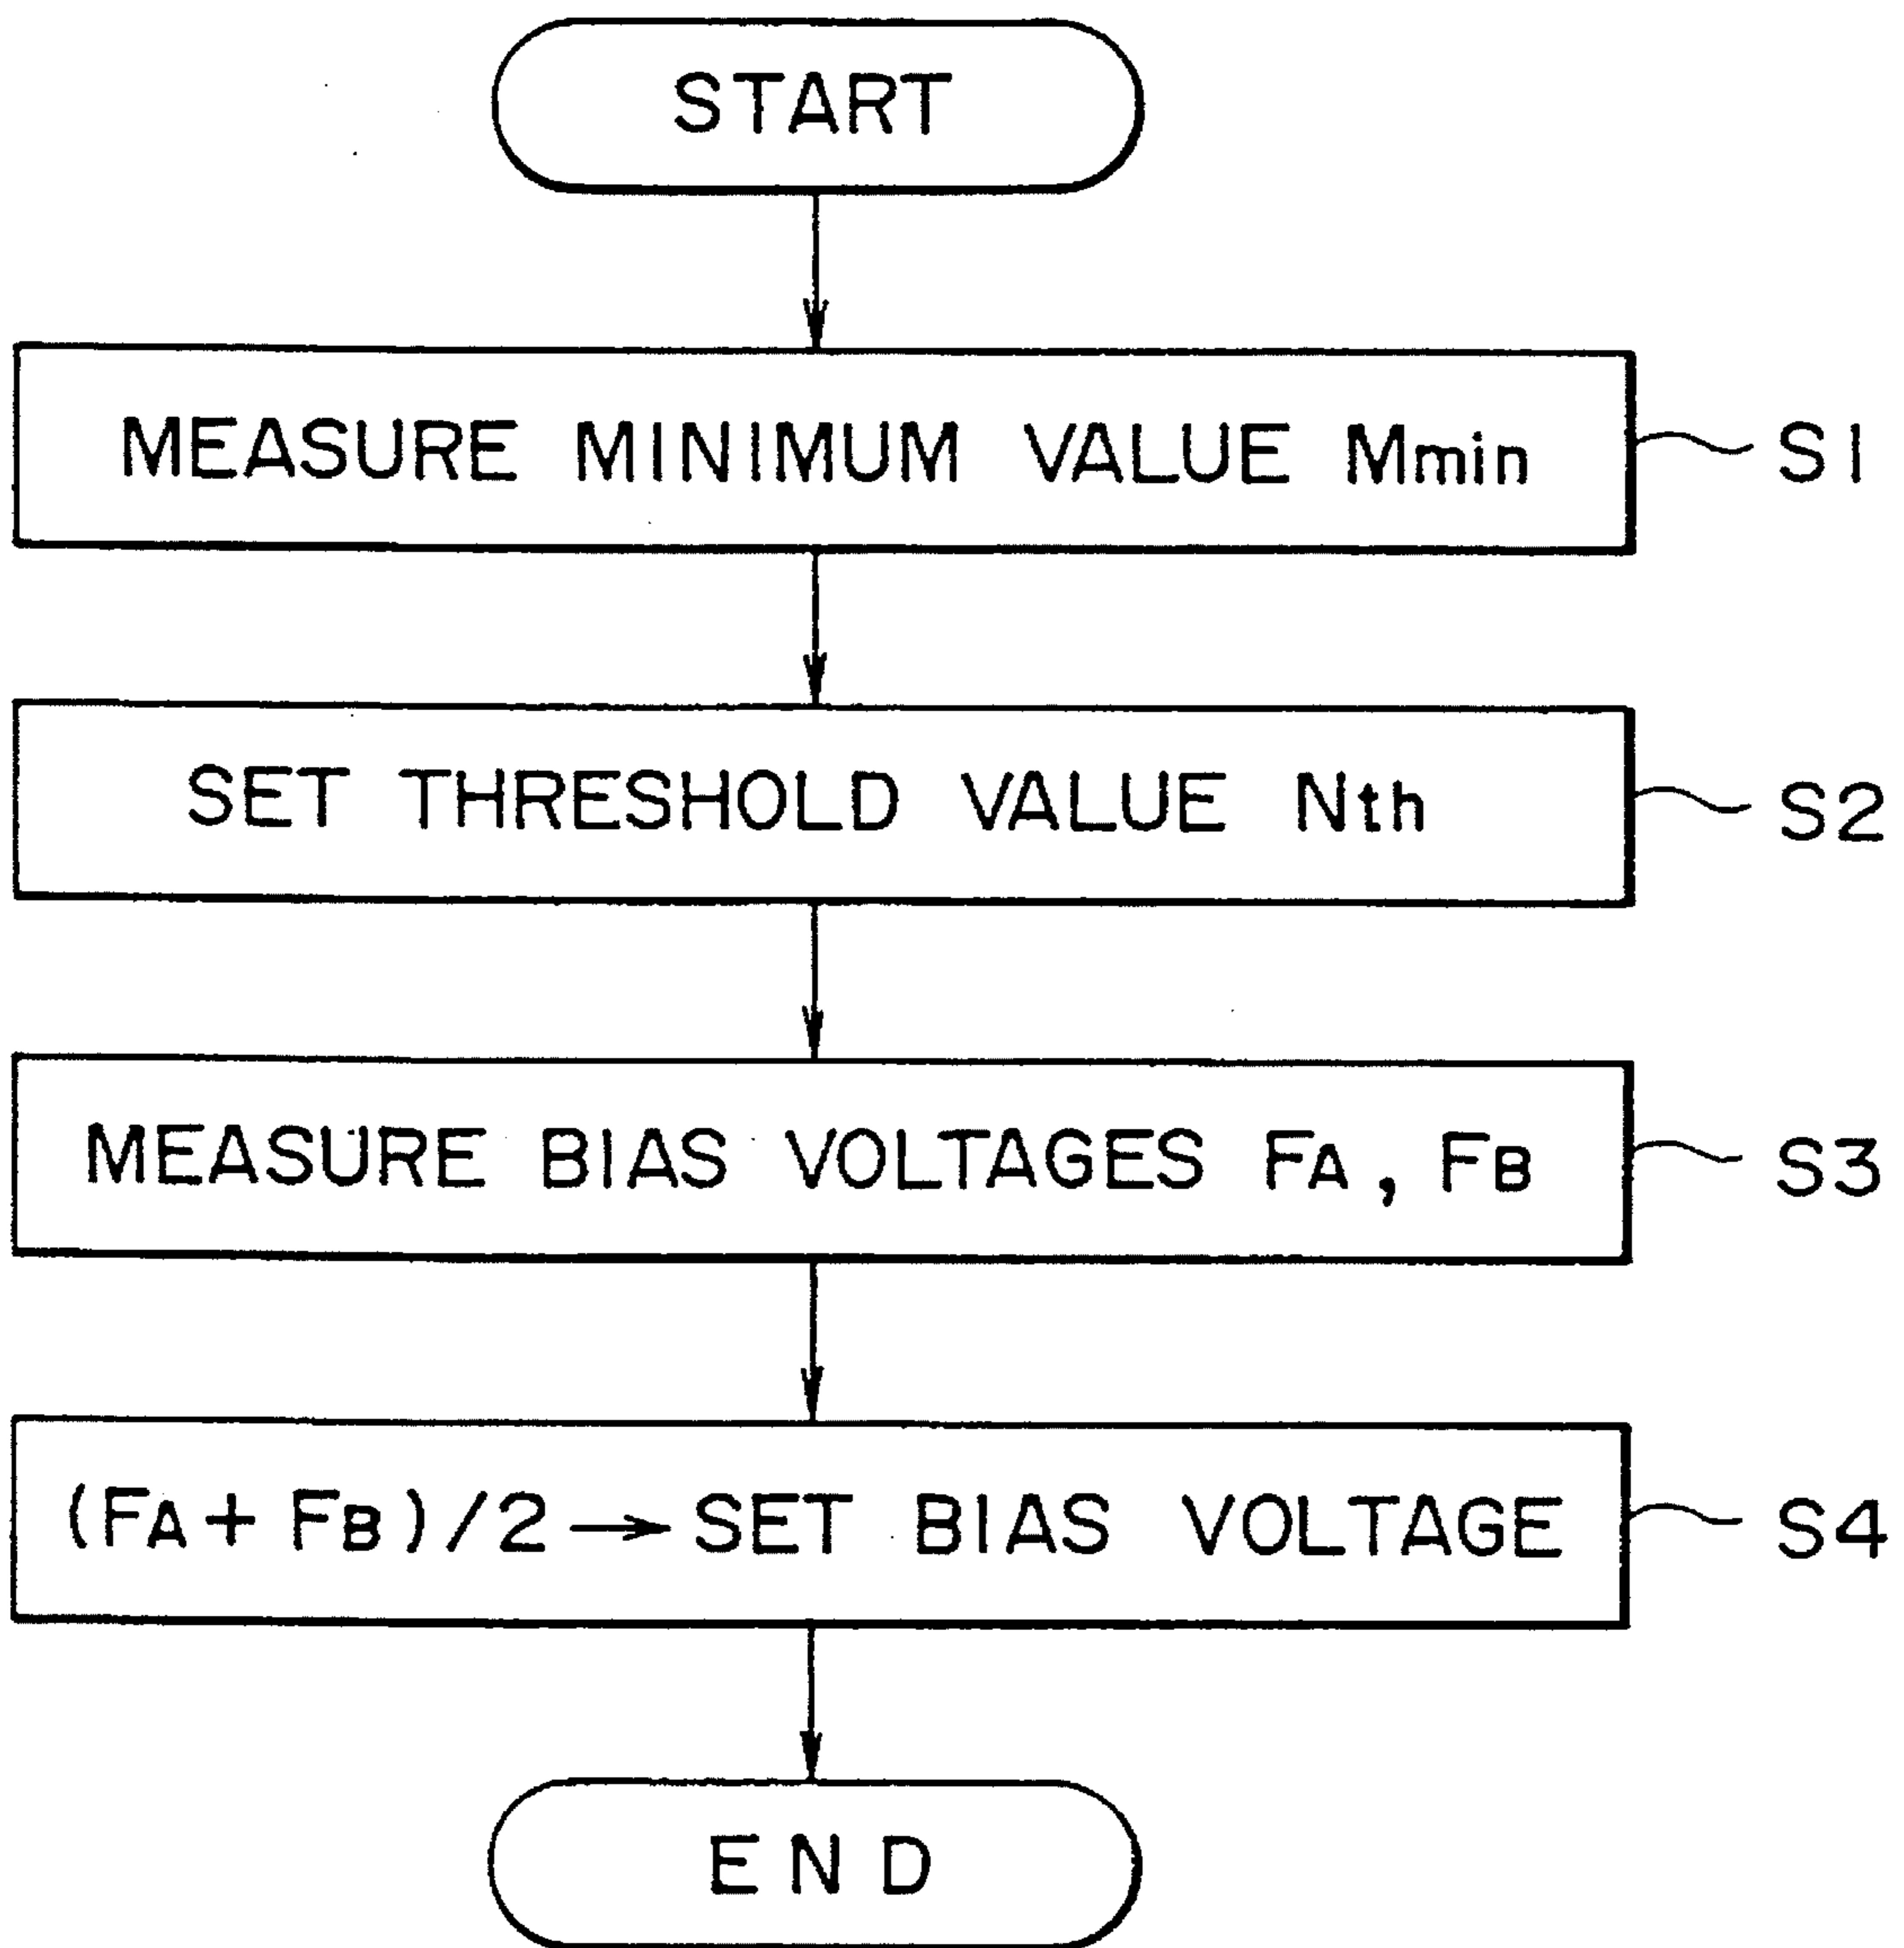 START
MEASURE MINIMUM VALUE Mmin
S1
SET THRESHOLD VALUE Nth
S2
MEASURE BIAS VOLTAGES FA, FB
S3
(FA + FB)/2 → SET BIAS VOLTAGE
S4
END